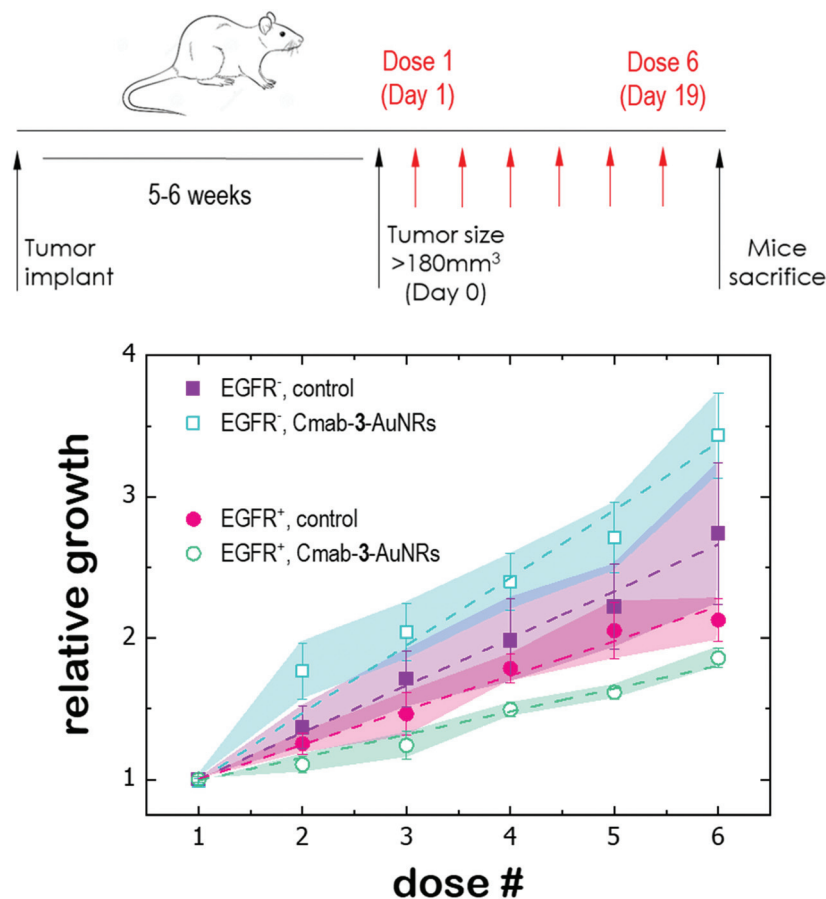 Dose 1
(Day 1)
Dose 6
(Day 19)
5-6 weeks
Tumor
implant
Tumor size
>180mm³
(Day 0)
Mice
sacrifice
relative growth
4
3
2
1
EGFR⁻, control
EGFR⁻, Cmab-3-AuNRs
EGFR⁺, control
EGFR⁺, Cmab-3-AuNRs
1 2 3 4 5 6
dose #